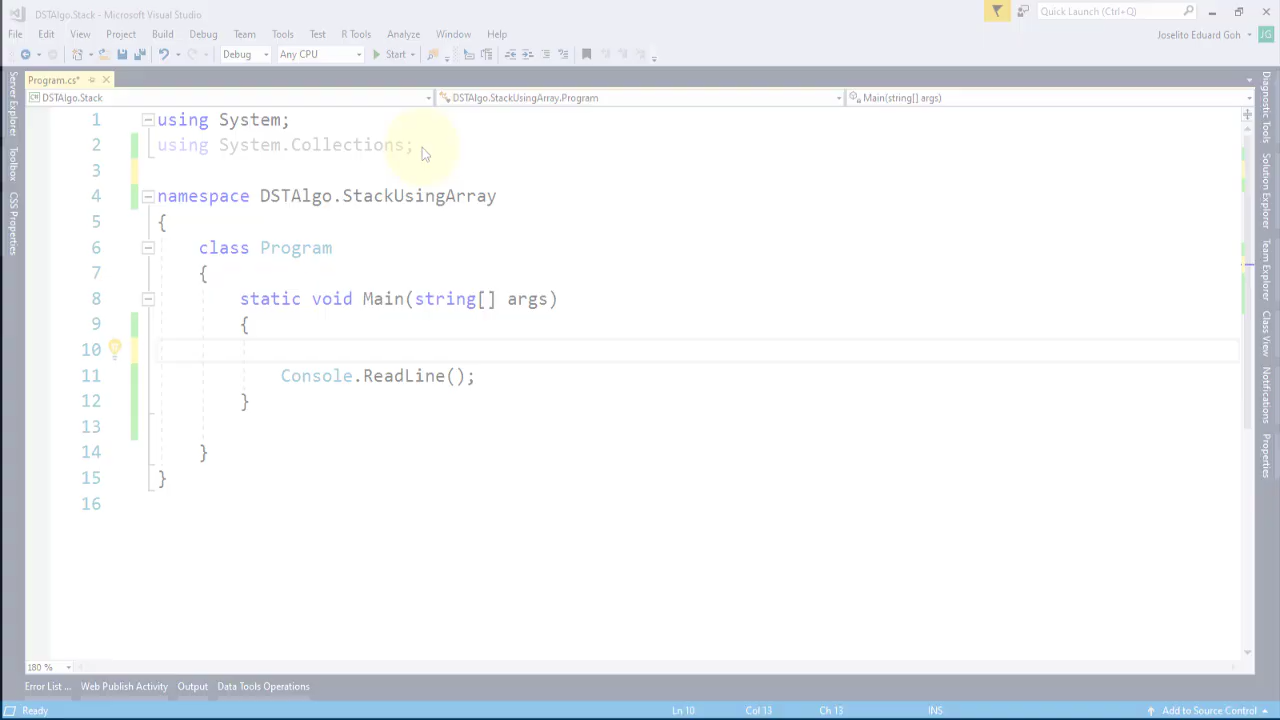 DSTAlgo.Stack - Microsoft Visual Studio
Quick Launch (Ctrl+Q)
File Edit View Project Build Debug Team Tools Test R Tools Analyze Window Help
Joselito Eduard Goh JG
Debug Any CPU Start
Program.cs*
DSTAlgo.Stack DSTAlgo.StackUsingArray.Program Main(string[] args)
1 using System;
2 using System.Collections;
3
4 namespace DSTAlgo.StackUsingArray
5 {
6 class Program
7 {
8 static void Main(string[] args)
9 {
10
11 Console.ReadLine();
12 }
13
14 }
15 }
16
Server Explorer
Toolbox
CSS Properties
Diagnostic Tools
Solution Explorer
Team Explorer
Class View
Notifications
Properties
180 %
Error List ... Web Publish Activity Output Data Tools Operations
Ready Ln 10 Col 13 Ch 13 INS Add to Source Control